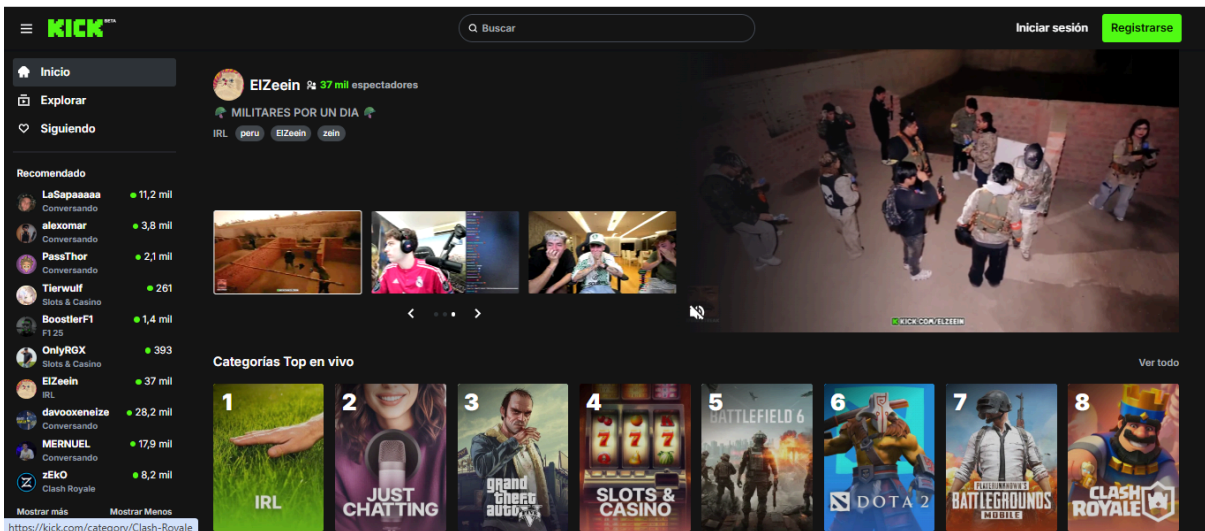 KICK BETA
Buscar
Iniciar sesión
Registrarse
Inicio
Explorar
Siguiendo
Recomendado
LaSapaaaaa 11,2 mil
Conversando
alexomar 3,8 mil
Conversando
PassThor 2,1 mil
Conversando
Tierwulf 261
Slots & Casino
BoostlerF1 1,4 mil
F1 25
OnlyRGX 393
Slots & Casino
ElZeein 37 mil
IRL
davooxeneize 28,2 mil
Conversando
MERNUEL 17,9 mil
Conversando
zEkO 8,2 mil
Clash Royale
Mostrar más Mostrar Menos
https://kick.com/category/Clash-Royale
ElZeein 37 mil espectadores
MILITARES POR UN DIA
IRL peru ElZeein zein
KICK.COM/ELZEEIN
Categorías Top en vivo
Ver todo
1
IRL
2
JUST
CHATTING
3
grand
theft
auto V
4
7 7 7
SLOTS &
CASINO
5
BATTLEFIELD 6
6
DOTA 2
7
PLAYERUNKNOWN'S
BATTLEGROUNDS
MOBILE
8
CLASH
ROYALE